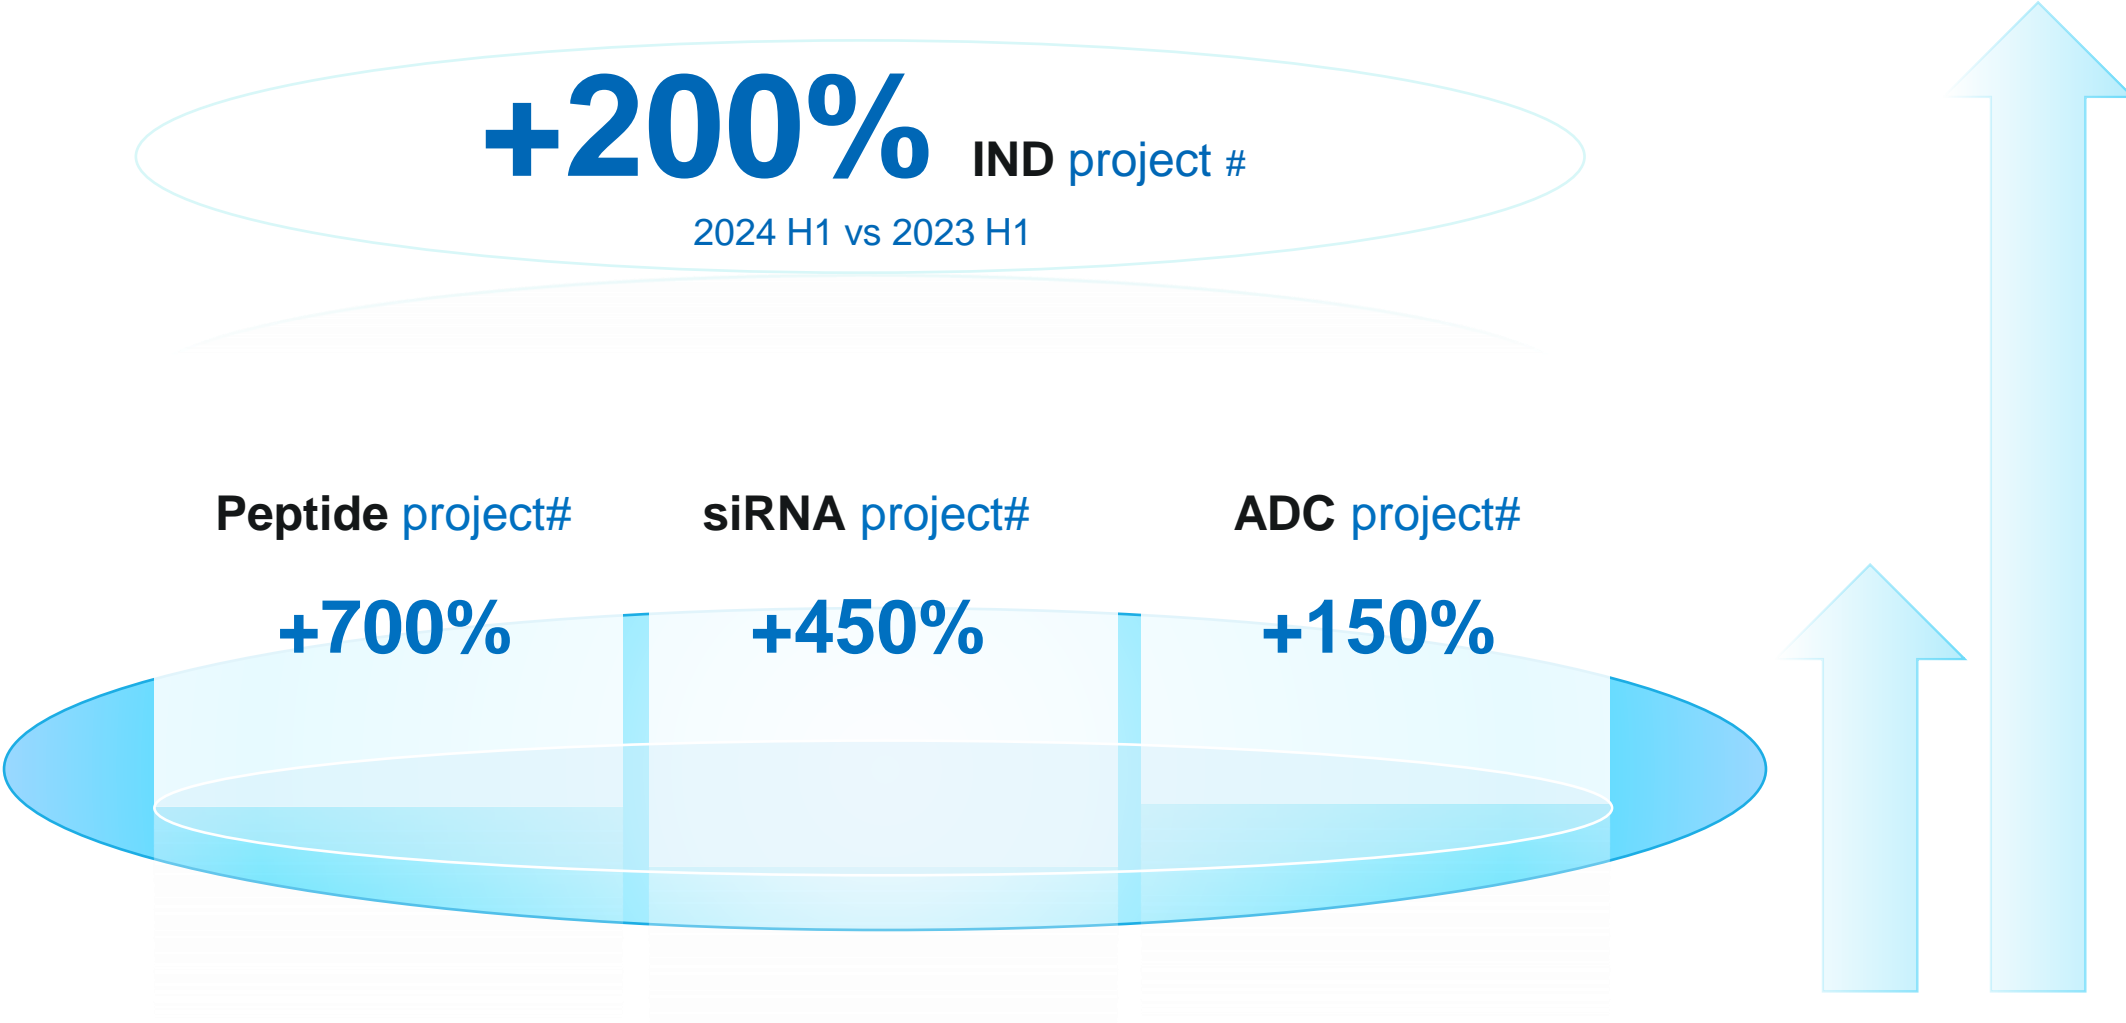 +200% IND project #
2024 H1 vs 2023 H1
Peptide project# siRNA project# ADC project#
+700% +450% +150%